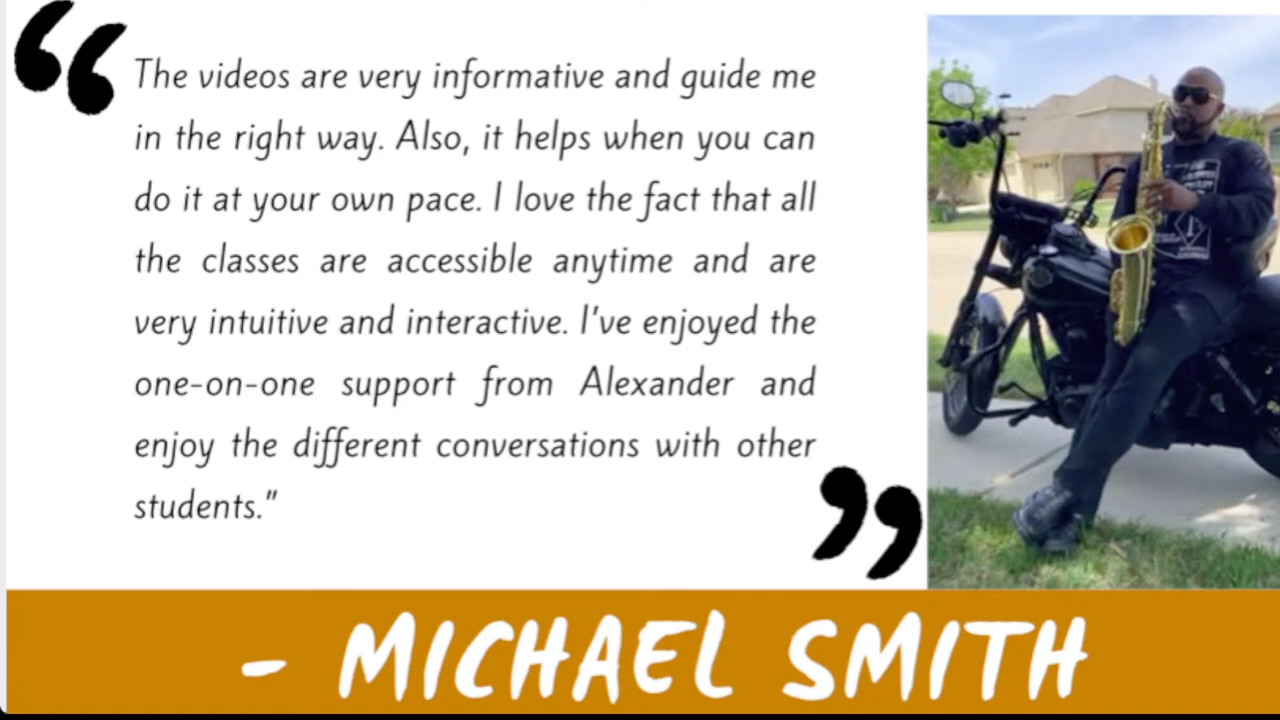 “
The videos are very informative and guide me
in the right way. Also, it helps when you can
do it at your own pace. I love the fact that all
the classes are accessible anytime and are
very intuitive and interactive. I've enjoyed the
one-on-one support from Alexander and
enjoy the different conversations with other
students."
”
- MICHAEL SMITH